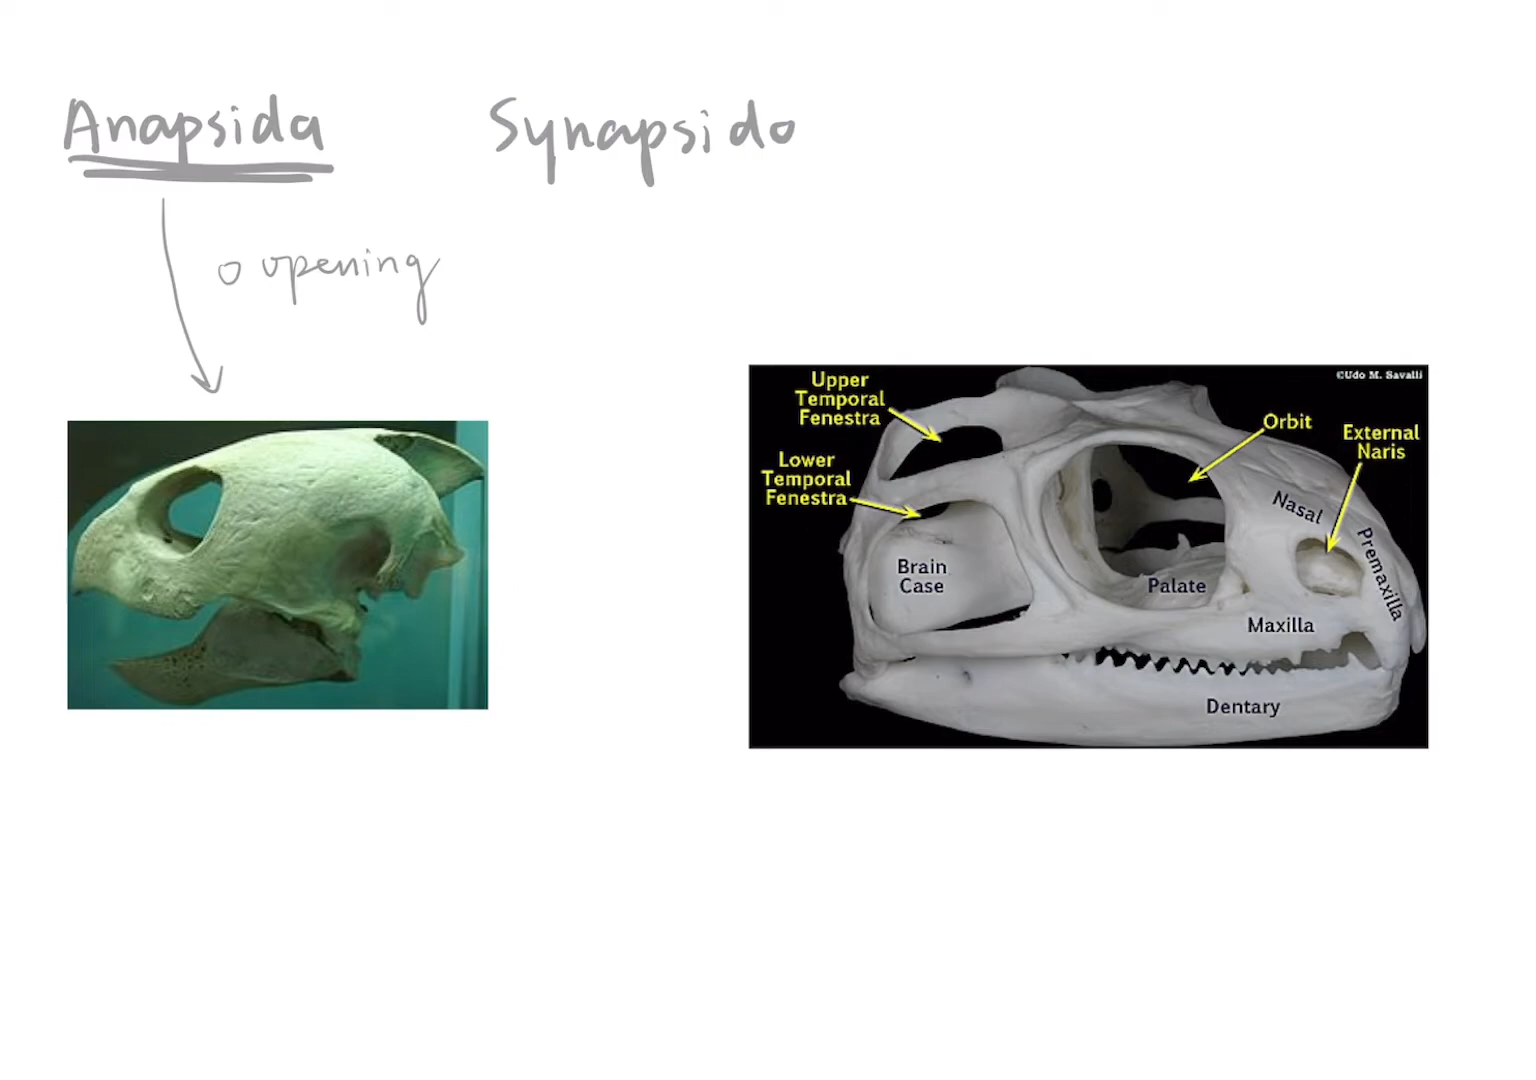 Anapsida
Synapsido
0 opening
©Udo M. Savalli
Upper
Temporal
Fenestra
Lower
Temporal
Fenestra
Orbit
External
Naris
Nasal
Premaxilla
Brain
Case
Palate
Maxilla
Dentary